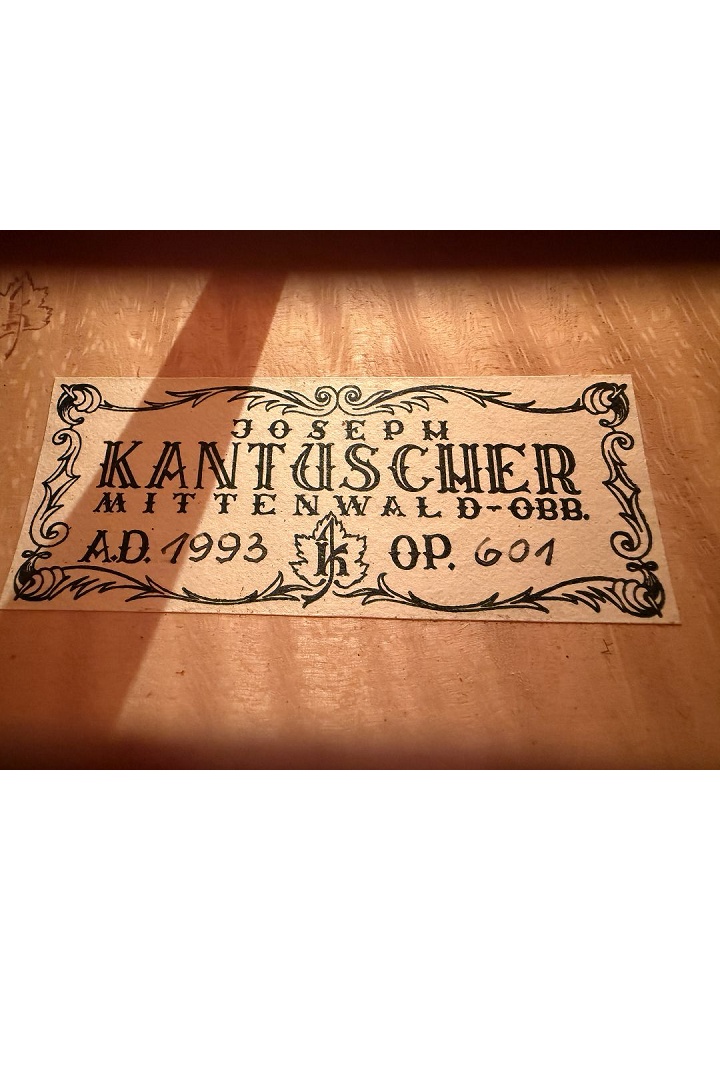 JOSEPH
KANTUSCHER
MITTENWALD-OBB.
A.D. 1993 k OP. 601